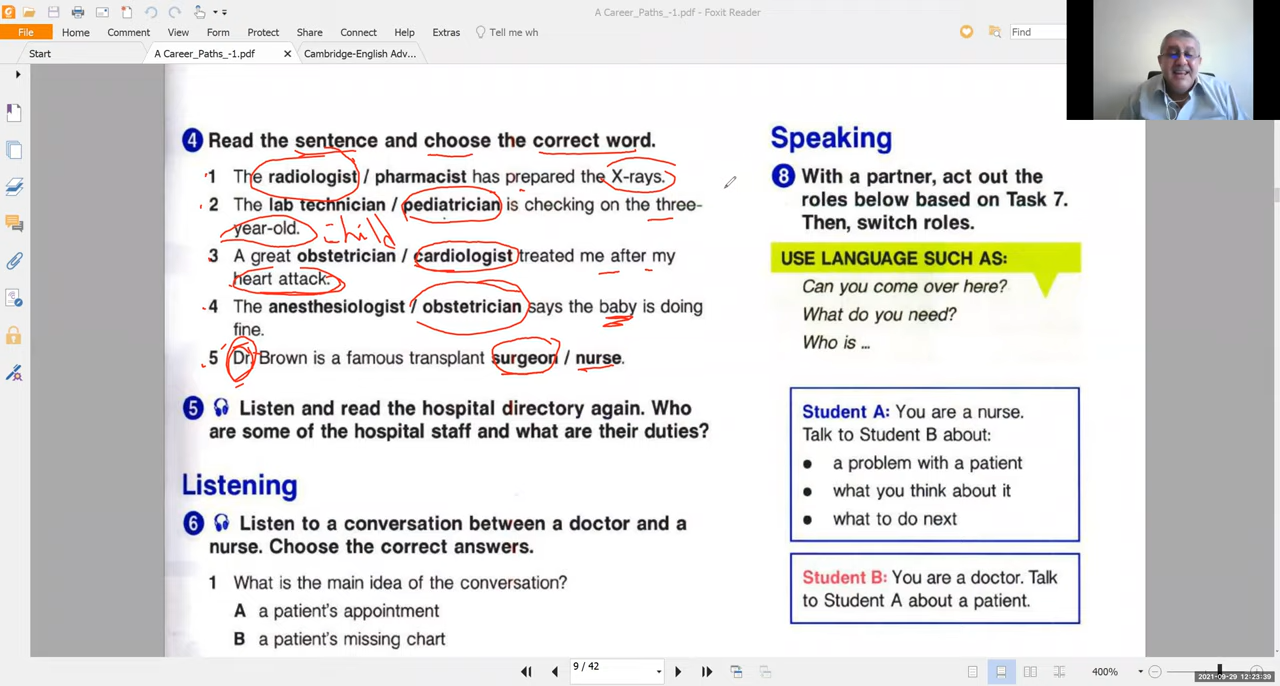 A Career_Paths_-1.pdf - Foxit Reader
File Home Comment View Form Protect Share Connect Help Extras Tell me wh Find
Start A Career_Paths_-1.pdf Cambridge-English Adv...
4 Read the sentence and choose the correct word.
1 The radiologist / pharmacist has prepared the X-rays.
2 The lab technician / pediatrician is checking on the three-
year-old. child
3 A great obstetrician / cardiologist treated me after my
heart attack.
4 The anesthesiologist / obstetrician says the baby is doing
fine.
5 Dr. Brown is a famous transplant surgeon / nurse.
5 Listen and read the hospital directory again. Who
are some of the hospital staff and what are their duties?
Listening
6 Listen to a conversation between a doctor and a
nurse. Choose the correct answers.
1 What is the main idea of the conversation?
A a patient's appointment
B a patient's missing chart
Speaking
8 With a partner, act out the
roles below based on Task 7.
Then, switch roles.
USE LANGUAGE SUCH AS:
Can you come over here?
What do you need?
Who is ...
Student A: You are a nurse.
Talk to Student B about:
• a problem with a patient
• what you think about it
• what to do next
Student B: You are a doctor. Talk
to Student A about a patient.
9 / 42
400%
2021-09-29 12:23:39